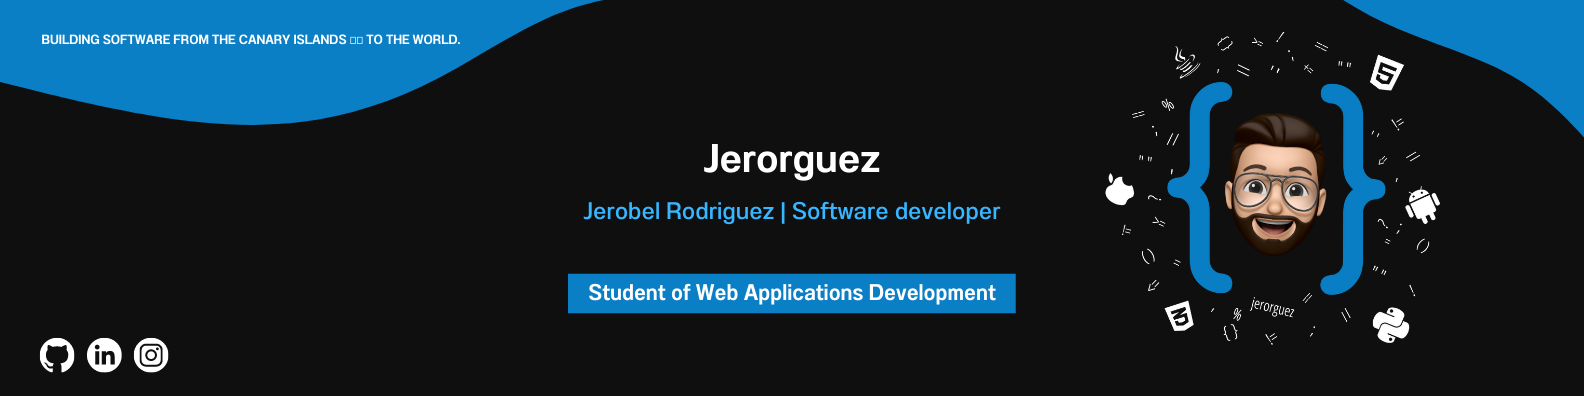 BUILDING SOFTWARE FROM THE CANARY ISLANDS 🇮🇨 TO THE WORLD.
Jerorguez
Jerobel Rodriguez | Software developer
Student of Web Applications Development
jerorguez